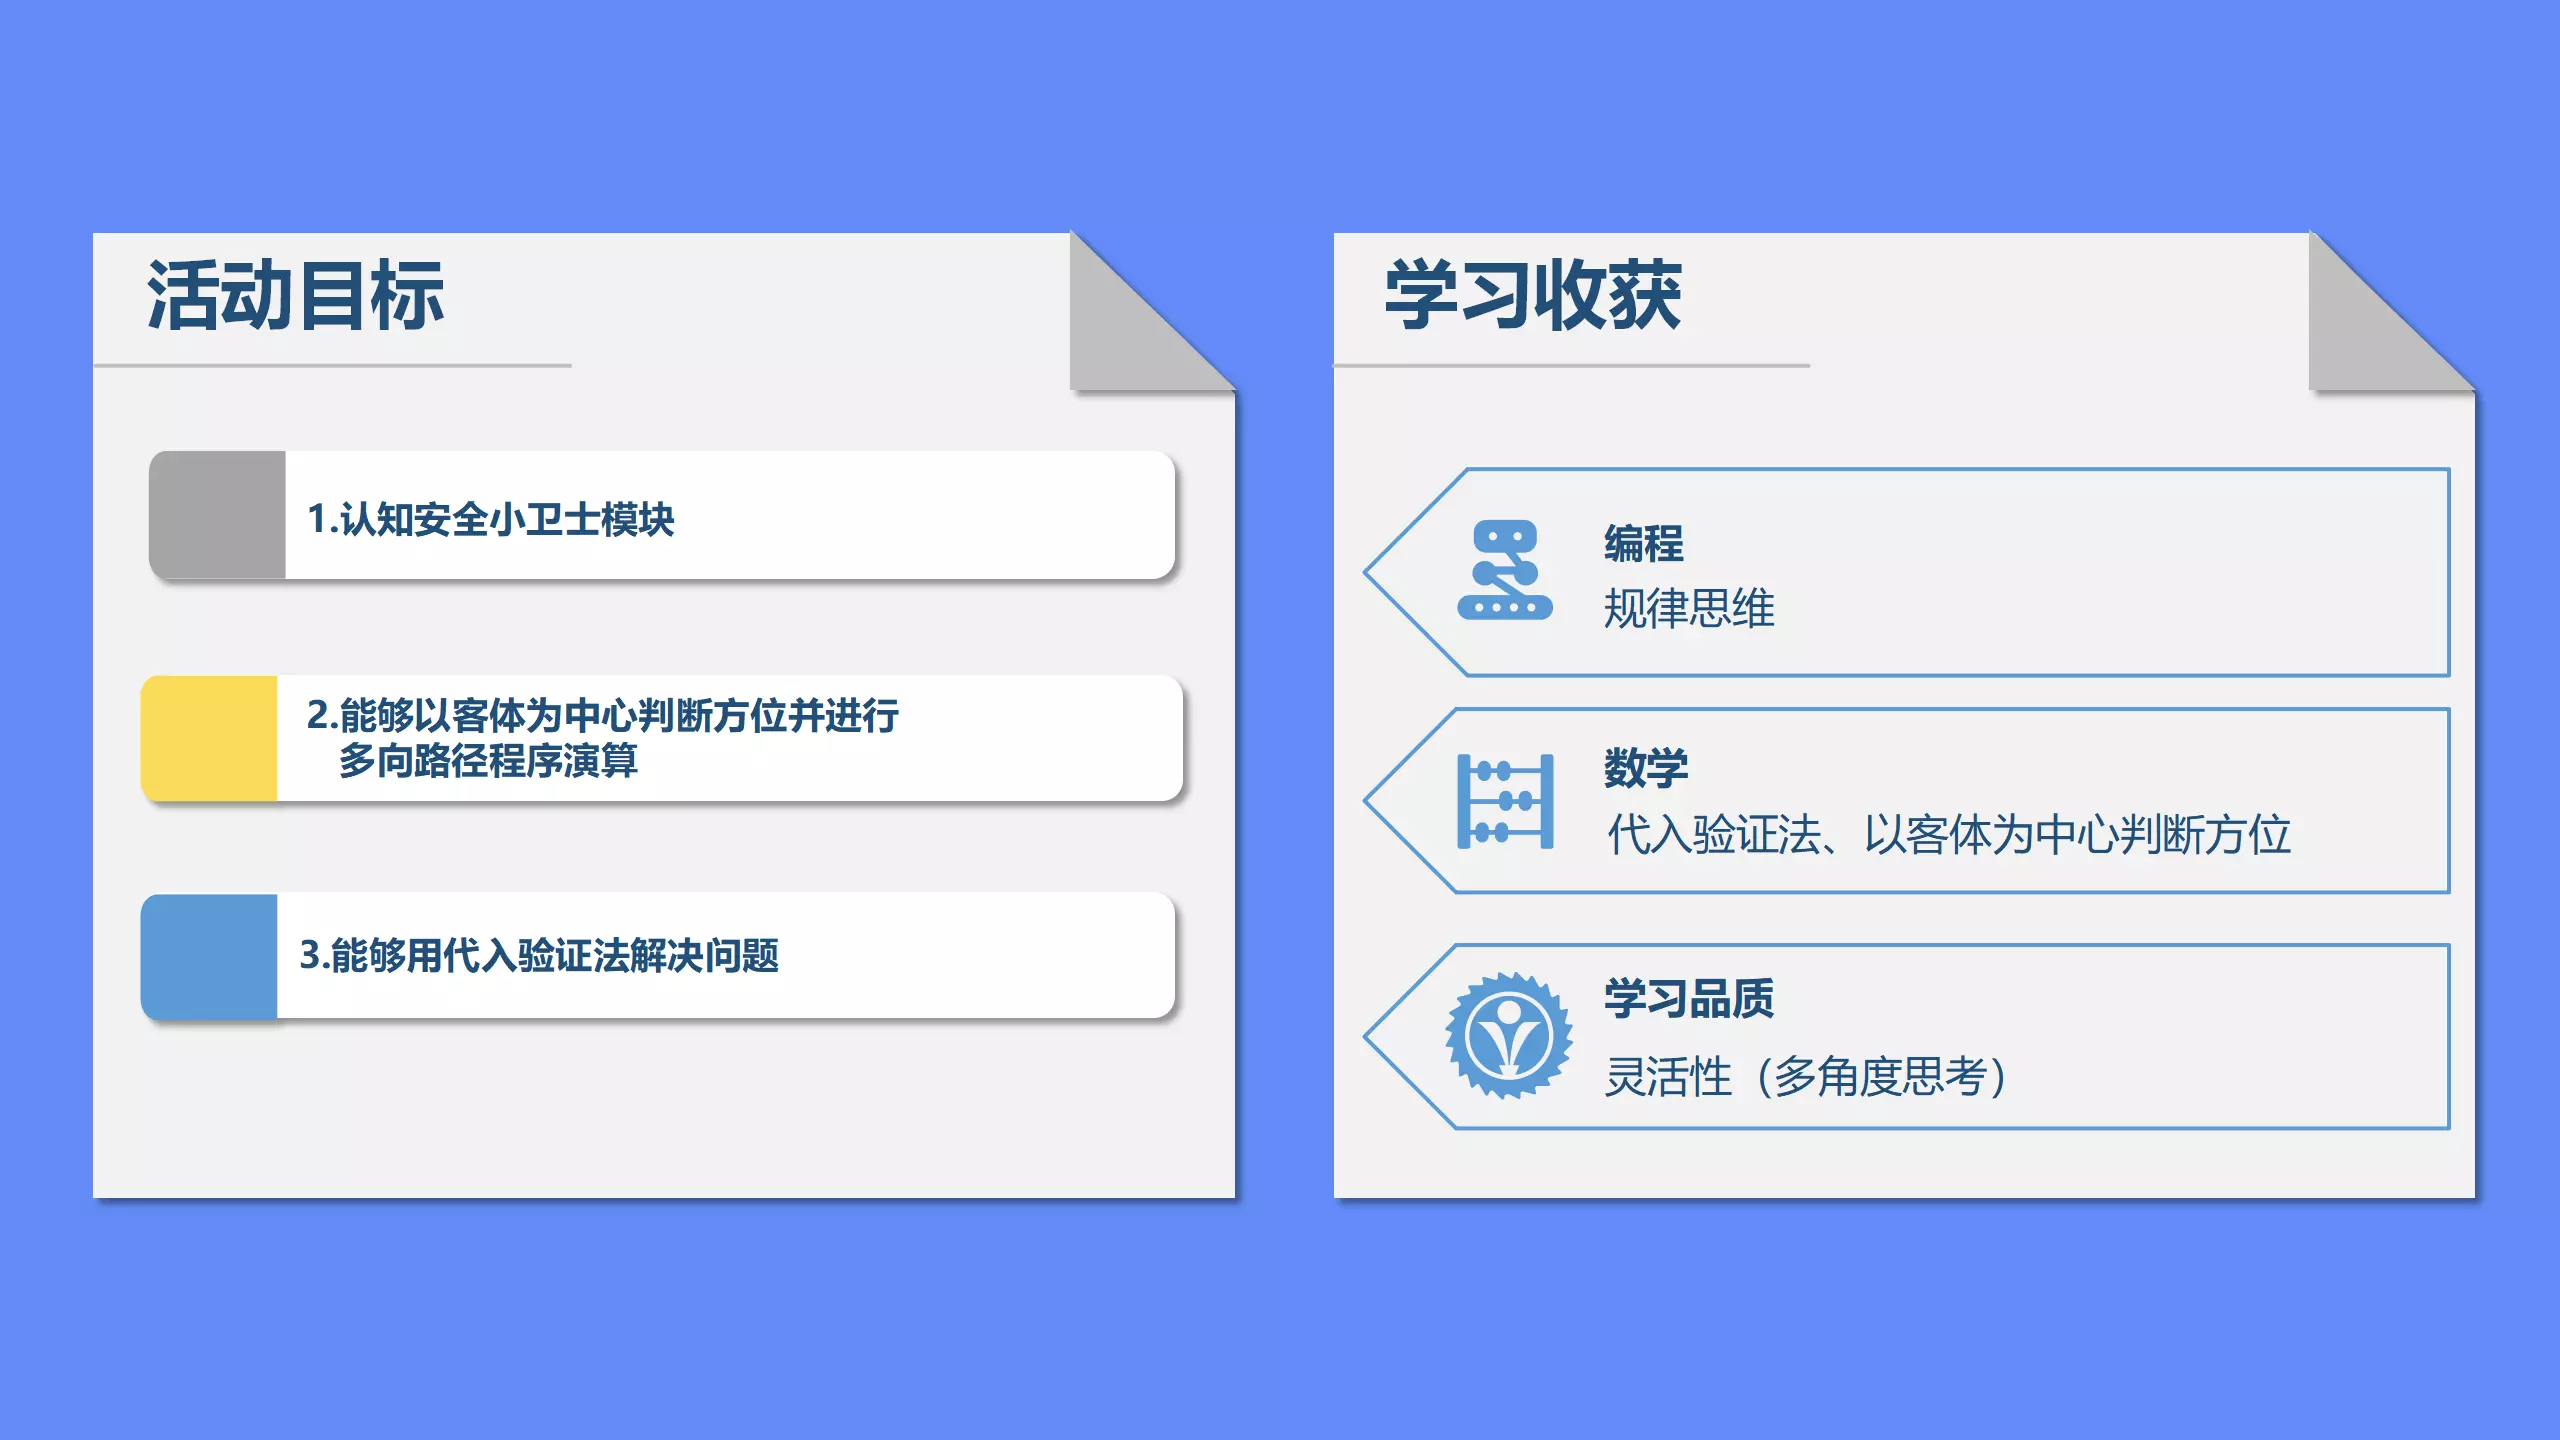 活动目标
1.认知安全小卫士模块
2.能够以客体为中心判断方位并进行
多向路径程序演算
3.能够用代入验证法解决问题
学习收获
编程
规律思维
数学
代入验证法、以客体为中心判断方位
学习品质
灵活性（多角度思考）